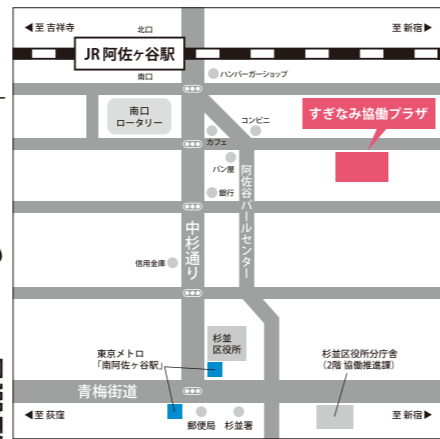 ◀至 吉祥寺
北口
至 新宿▶
JR 阿佐ヶ谷駅
南口
ハンバーガーショップ
南口
ロータリー
カフェ
コンビニ
すぎなみ協働プラザ
パン屋
銀行
阿佐谷パールセンター
中杉通り
信用金庫
杉並
区役所
東京メトロ
「南阿佐ヶ谷駅」
杉並区役所分庁舎
(2階 協働推進課)
青梅街道
◀至 荻窪
郵便局
杉並署
至 新宿▶